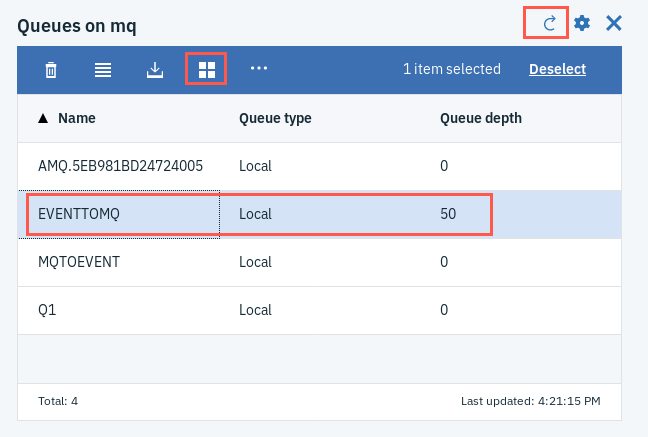 Queues on mq
1 item selected Deselect
Name Queue type Queue depth
AMQ.5EB981BD24724005 Local 0
EVENTTOMQ Local 50
MQTOEVENT Local 0
Q1 Local 0
Total: 4 Last updated: 4:21:15 PM